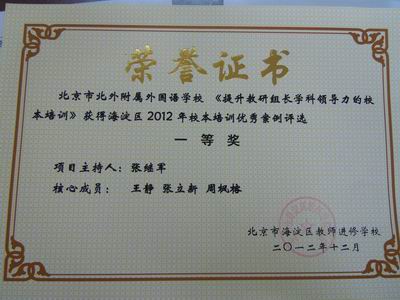 荣誉证书
北京市北外附属外国语学校 《提升教研组长学科领导力的校
本培训》获得海淀区2012年校本培训优秀案例评选
一等奖
项目主持人：张继军
核心成员： 王静 张立新 周枫榕
北京市海淀区教师进修学校
二〇一二年十二月